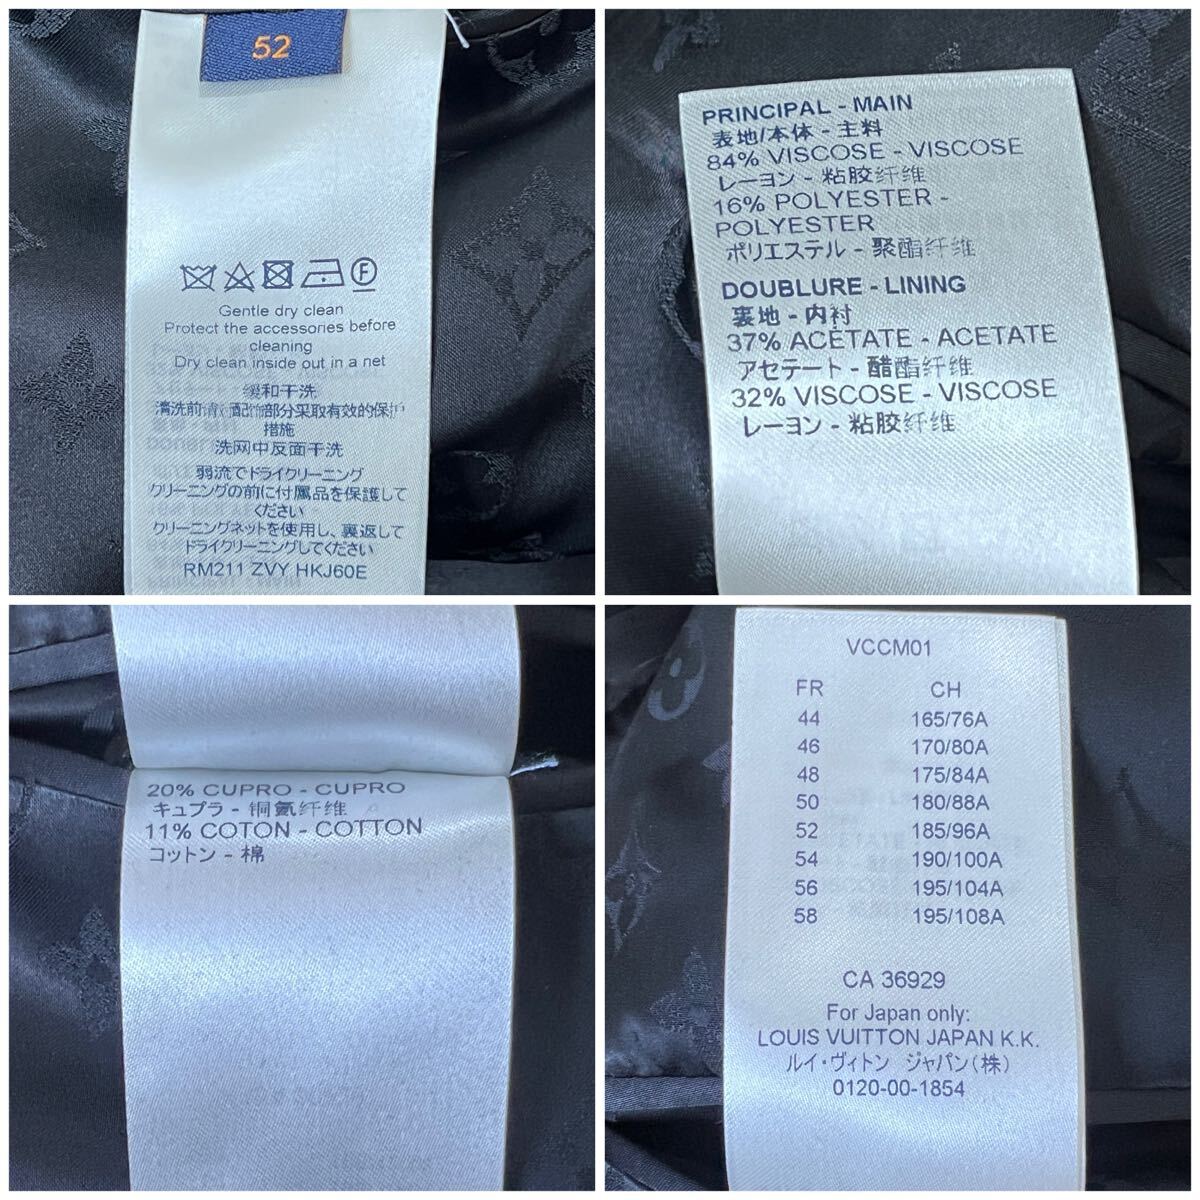 52
Gentle dry clean
Protect the accessories before
cleaning
Dry clean inside out in a net
缓和干洗
清洗前请, 配饰部分采取有效的保护
措施
洗网中反面干洗
弱流でドライクリーニング
クリーニングの前に付属品を保護して
ください
クリーニングネットを使用し、裏返して
ドライクリーニングしてください
RM211 ZVY HKJ60E
PRINCIPAL - MAIN
表地/本体 - 主料
84% VISCOSE - VISCOSE
レーヨン - 粘胶纤维
16% POLYESTER -
POLYESTER
ポリエステル - 聚酯纤维
DOUBLURE - LINING
裏地 - 内衬
37% ACÉTATE - ACETATE
アセテート - 醋酯纤维
32% VISCOSE - VISCOSE
レーヨン - 粘胶纤维
20% CUPRO - CUPRO
キュプラ - 铜氨纤维
11% COTON - COTTON
コットン - 棉
VCCM01
FR CH
44 165/76A
46 170/80A
48 175/84A
50 180/88A
52 185/96A
54 190/100A
56 195/104A
58 195/108A
CA 36929
For Japan only:
LOUIS VUITTON JAPAN K.K.
ルイ・ヴィトン ジャパン(株)
0120-00-1854